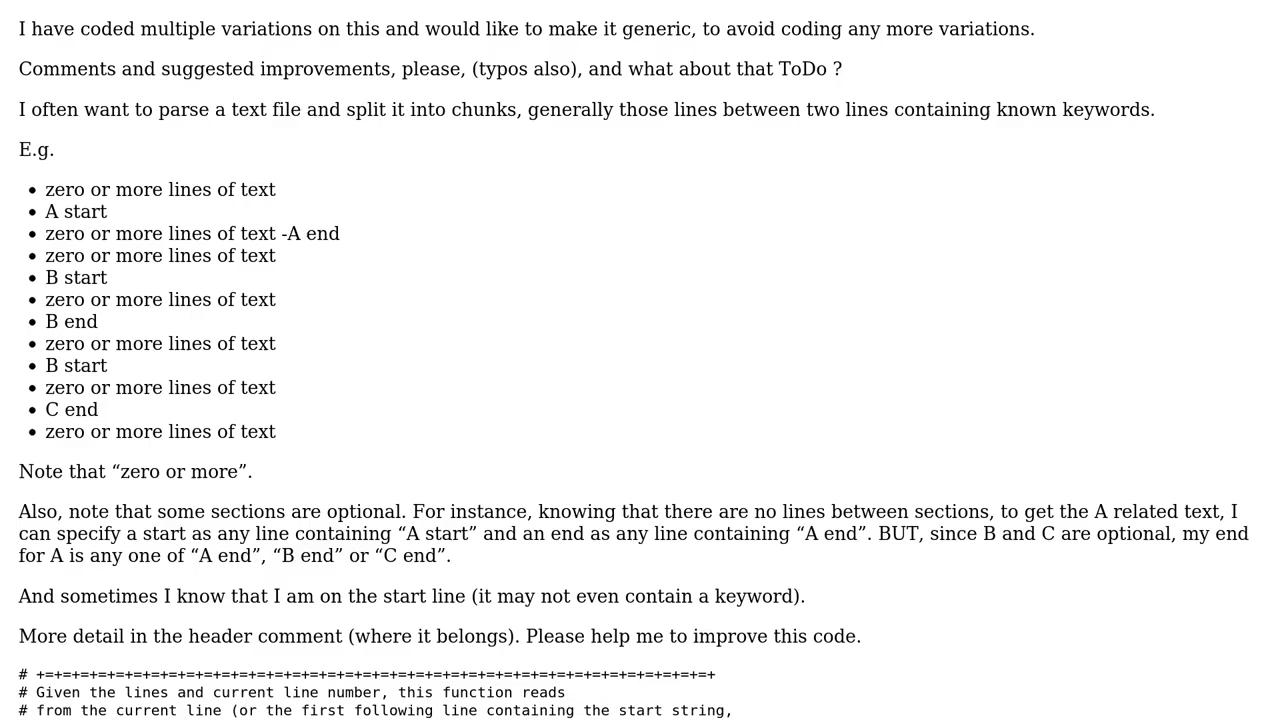 I have coded multiple variations on this and would like to make it generic, to avoid coding any more variations.
Comments and suggested improvements, please, (typos also), and what about that ToDo ?
I often want to parse a text file and split it into chunks, generally those lines between two lines containing known keywords.
E.g.
• zero or more lines of text
• A start
• zero or more lines of text -A end
• zero or more lines of text
• B start
• zero or more lines of text
• B end
• zero or more lines of text
• B start
• zero or more lines of text
• C end
• zero or more lines of text
Note that “zero or more”.
Also, note that some sections are optional. For instance, knowing that there are no lines between sections, to get the A related text, I
can specify a start as any line containing “A start” and an end as any line containing “A end”. BUT, since B and C are optional, my end
for A is any one of “A end”, “B end” or “C end”.
And sometimes I know that I am on the start line (it may not even contain a keyword).
More detail in the header comment (where it belongs). Please help me to improve this code.
# +=+=+=+=+=+=+=+=+=+=+=+=+=+=+=+=+=+=+=+=+=+=+=+=+=+=+=+=+=+=+=+=+=+=+=+=+=+
# Given the lines and current line number, this function reads
# from the current line (or the first following line containing the start string,